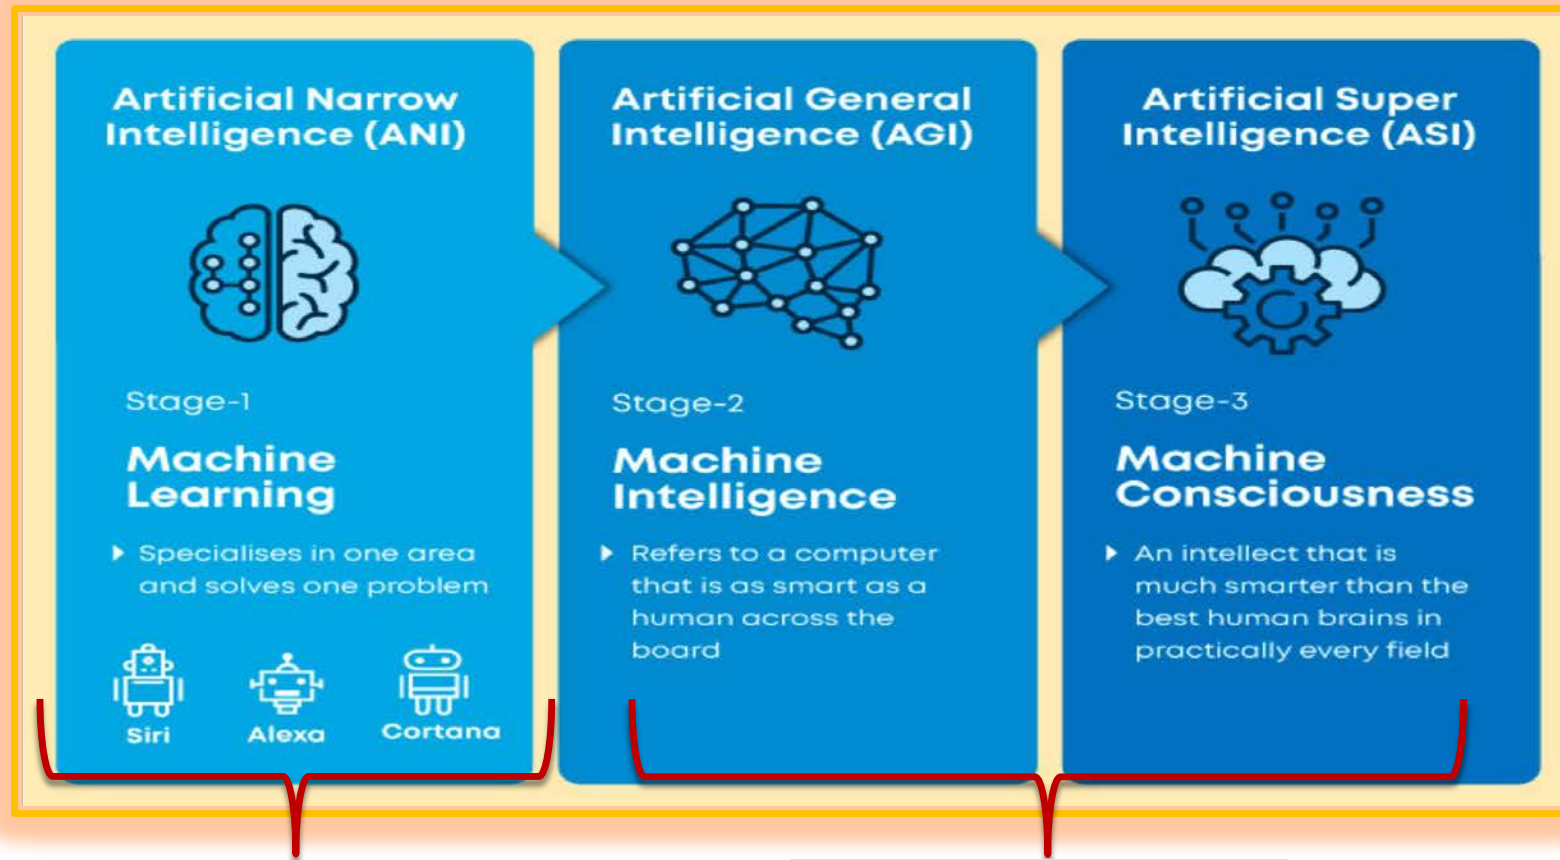 Artificial Narrow
Intelligence (ANI)
Stage-1
Machine
Learning
Specialises in one area
and solves one problem
Siri
Alexa
Cortana
Artificial General
Intelligence (AGI)
Stage-2
Machine
Intelligence
Refers to a computer
that is as smart as a
human across the
board
Artificial Super
Intelligence (ASI)
Stage-3
Machine
Consciousness
An intellect that is
much smarter than the
best human brains in
practically every field